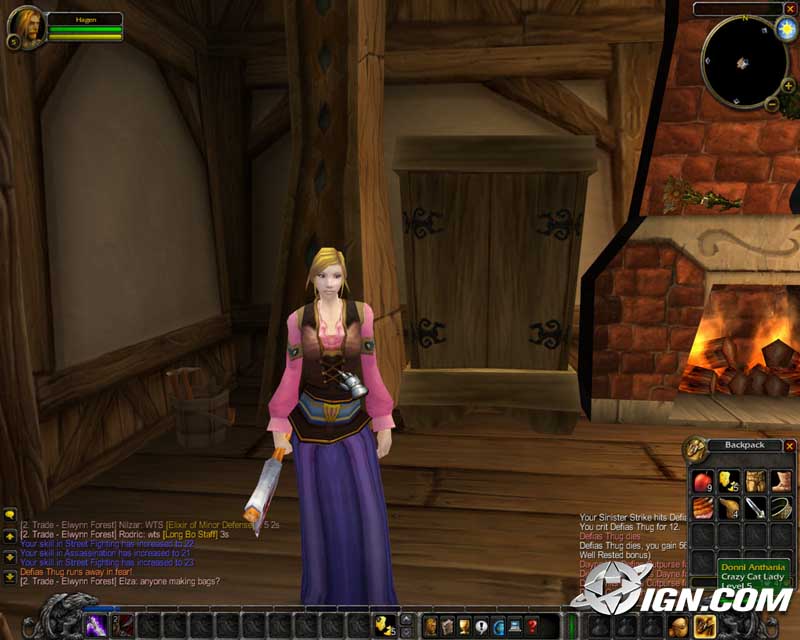 Hagen
5
N
Backpack
9
15
4
Donni Anthania
Crazy Cat Lady
Level 5
[2. Trade - Elwynn Forest] Nilzar: WTS [Elixir of Minor Defense] 5 2s
[2. Trade - Elwynn Forest] Rodric: wts [Long Bo Staff] 3s
Your skill in Street Fighting has increased to 22.
Your skill in Assassination has increased to 21
Your skill in Street Fighting has increased to 23
Defias Thug runs away in fear!
[2. Trade - Elwynn Forest] Elza: anyone making bags?
Your Sinister Strike hits Defia
You crit Defias Thug for 12.
Defias Thug dies.
Defias Thug dies, you gain 56
Well Rested bonus)
IGN.COM
2